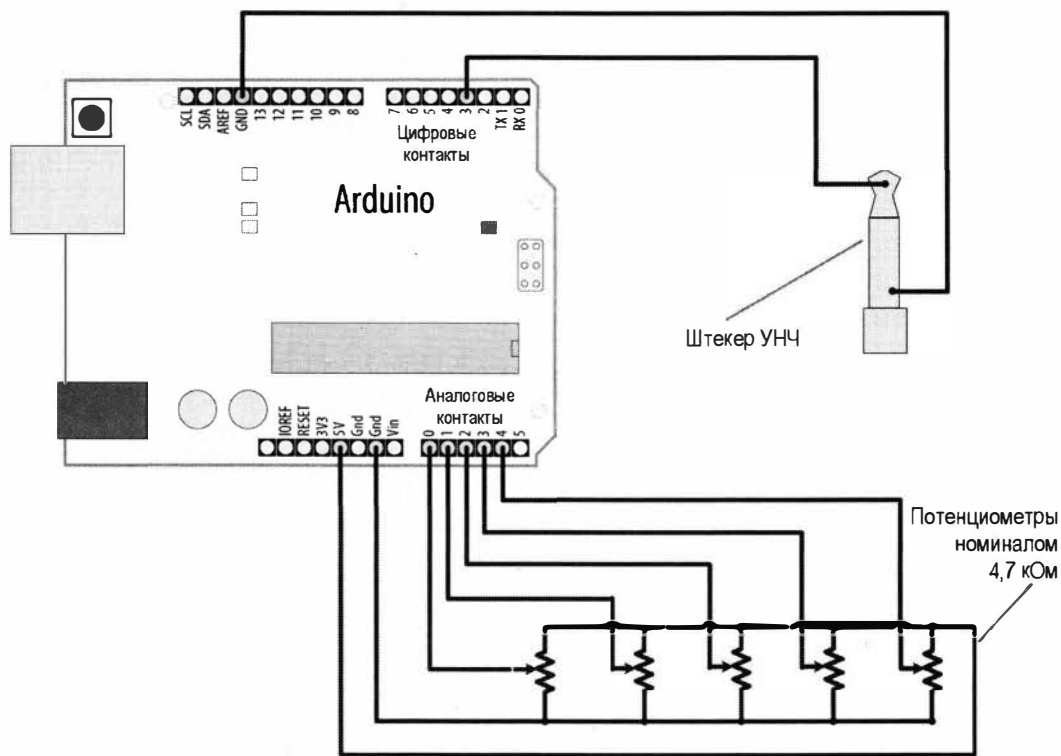 SCL
SDA
AREF
GND
13
12
11
10
9
8
7
6
5
4
3
2
TX 1
RX 0
Цифровые
контакты
Arduino
Штекер УНЧ
Аналоговые
контакты
IOREF
RESET
3V3
5V
Gnd
Gnd
Vin
0
1
2
3
4
5
Потенциометры
номиналом
4,7 кОм